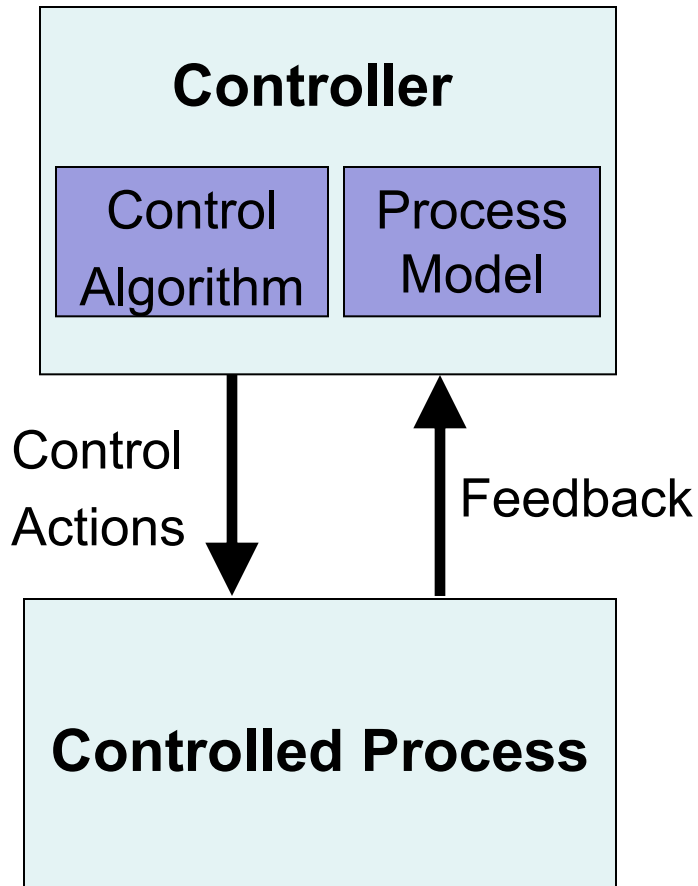 Controller
Control
Algorithm
Process
Model
Control
Actions
Feedback
Controlled Process